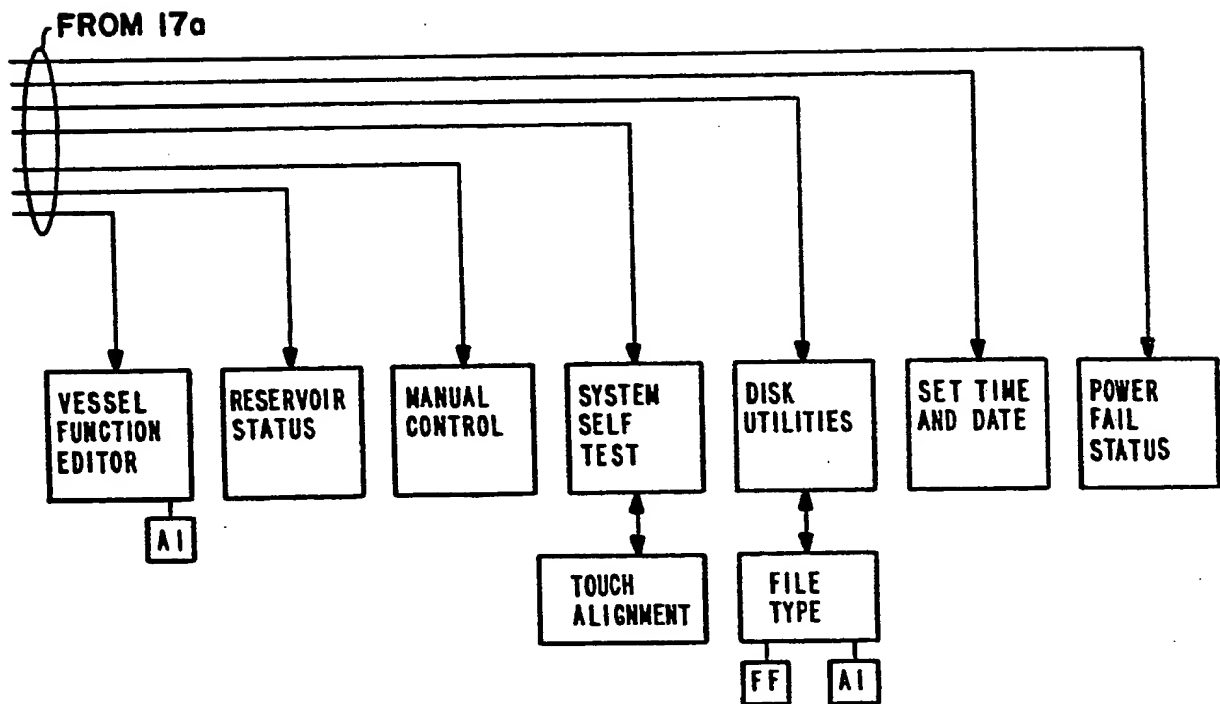 FROM 17a
VESSEL
FUNCTION
EDITOR
RESERVOIR
STATUS
MANUAL
CONTROL
SYSTEM
SELF
TEST
DISK
UTILITIES
SET TIME
AND DATE
POWER
FAIL
STATUS
AI
TOUCH
ALIGNMENT
FILE
TYPE
FF
AI